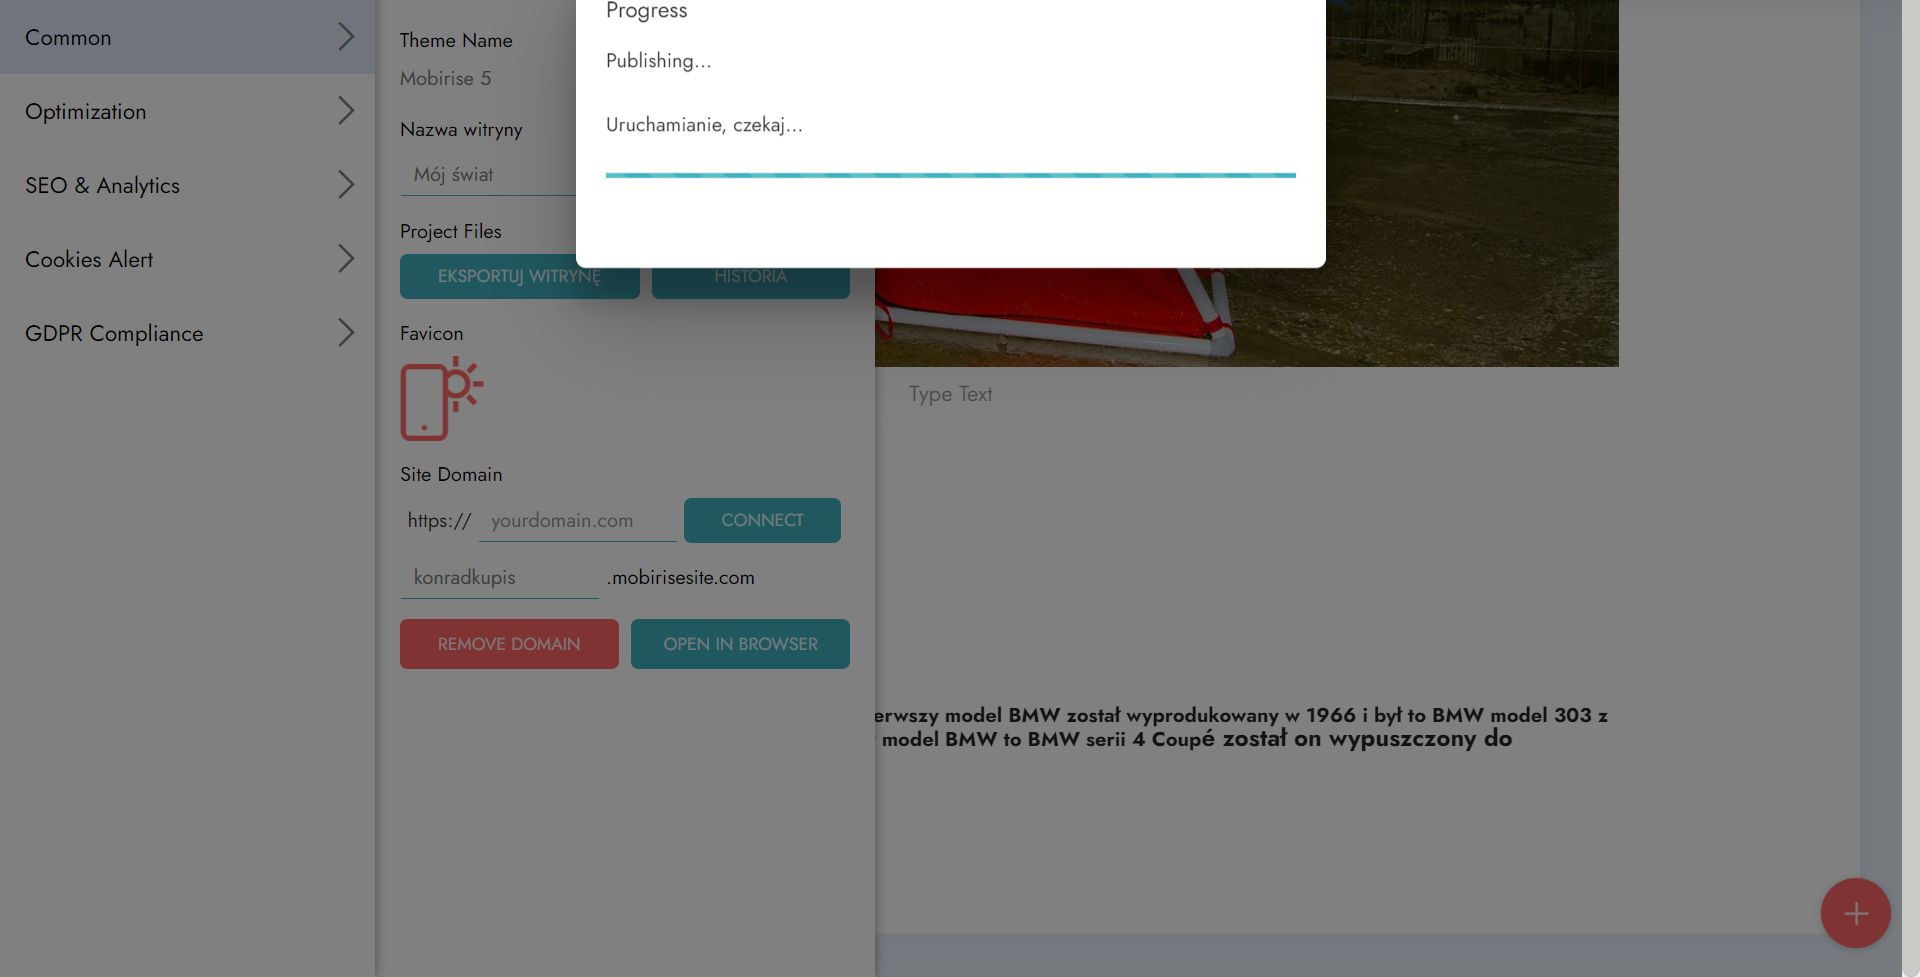 Common
Optimization
SEO & Analytics
Cookies Alert
GDPR Compliance
Theme Name
Mobirise 5
Nazwa witryny
Mój świat
Project Files
EKSPORTUJ WITRYNĘ
HISTORIA
Favicon
Site Domain
https:// yourdomain.com CONNECT
konradkupis .mobirisesite.com
REMOVE DOMAIN
OPEN IN BROWSER
Progress
Publishing...
Uruchamianie, czekaj...
Type Text
erwszy model BMW został wyprodukowany w 1966 i był to BMW model 303 z
model BMW to BMW serii 4 Coupé został on wypuszczony do